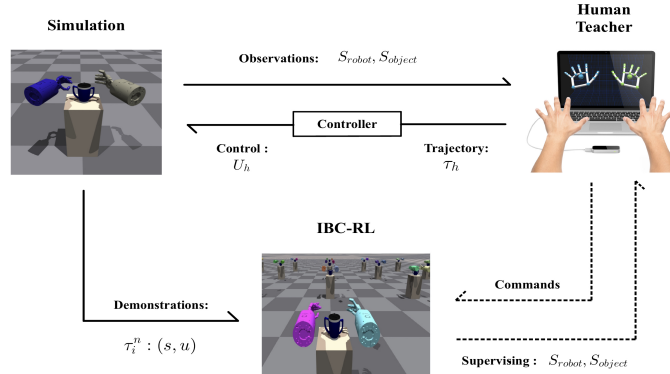 Simulation
Human
Teacher
Observations: S_robot, S_object
Controller
Control :
U_h
Trajectory:
τ_h
IBC-RL
Demonstrations:
τ_i^n : (s, u)
Commands
Supervising : S_robot, S_object